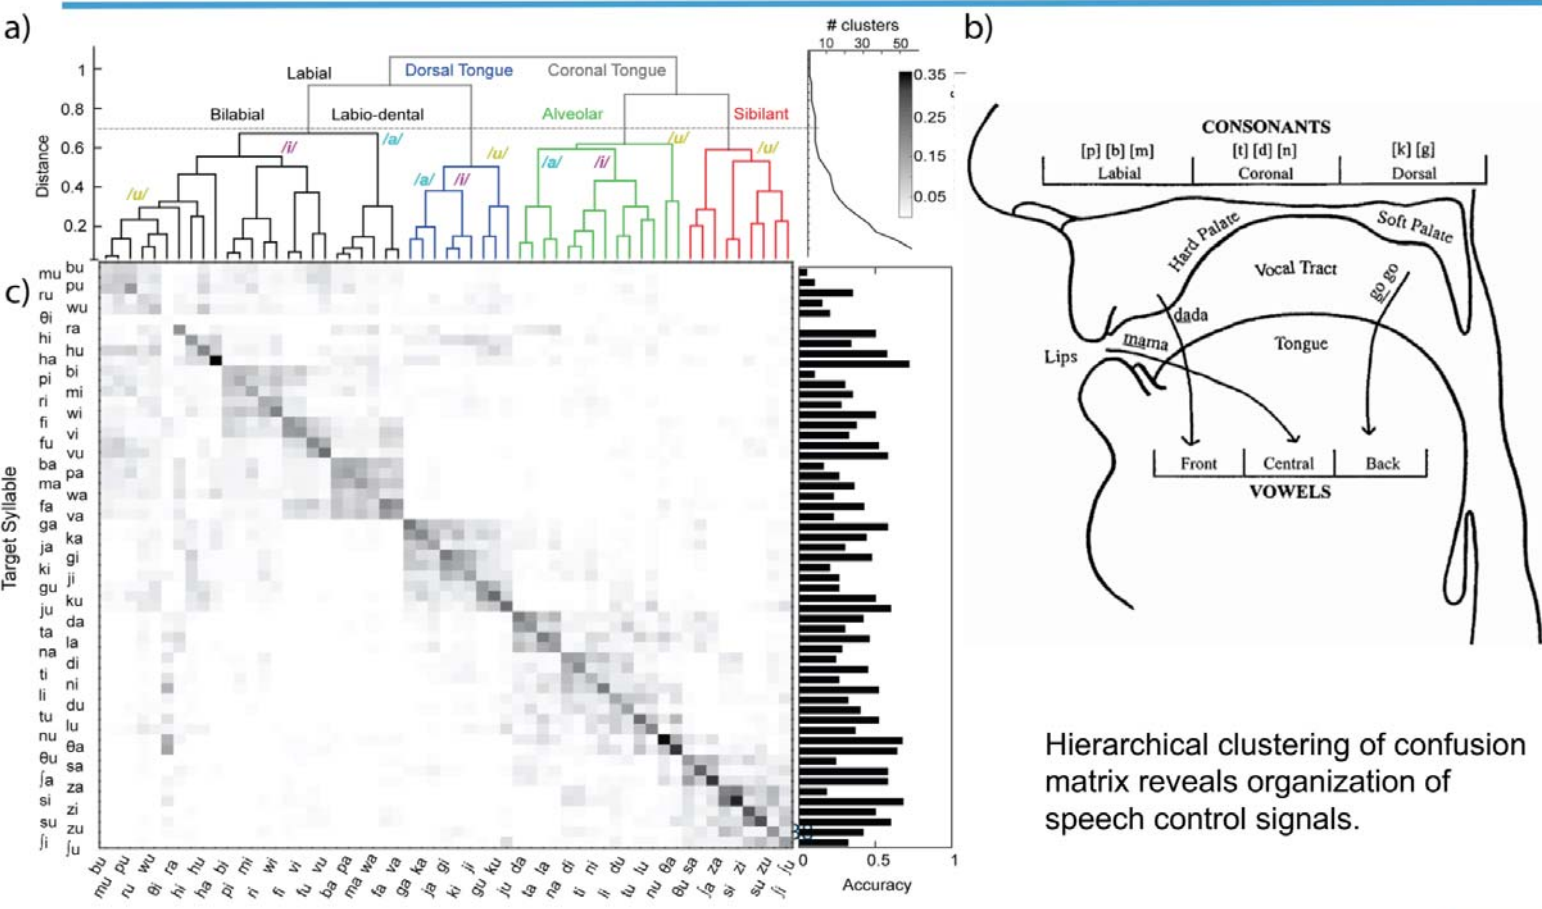 a)
# clusters
10 30 50
b)
Labial
Dorsal Tongue
Coronal Tongue
Bilabial
Labio-dental
Alveolar
Sibilant
Distance
1
0.8
0.6
0.4
0.2
/u/
/i/
/a/
/a/
/i/
/u/
/a/
/i/
/u/
/u/
0.35
0.25
0.15
0.05
CONSONANTS
[p] [b] [m]
Labial
[t] [d] [n]
Coronal
[k] [g]
Dorsal
Hard Palate
Soft Palate
Vocal Tract
go go
dada
mama
Lips
Tongue
Front
Central
Back
VOWELS
c)
Target Syllable
bu
mu
pu
ru
wu
θi
ra
hi
hu
ha
bi
pi
mi
ri
wi
fi
vi
fu
vu
ba
pa
ma
wa
fa
va
ga
ka
ja
gi
ki
ji
gu
ku
ju
da
ta
la
na
di
ti
ni
li
du
tu
lu
nu
θa
θu
sa
ʃa
za
si
zi
su
zu
ʃi
ʃu
bu mu pu ru wu θi ra hi hu ha bi pi mi ri wi fi vi fu vu ba pa ma wa fa va ga ka ja gi ki ji gu ku ju da ta la na di ti ni li du tu lu nu θa θu sa ʃa za si zi su zu ʃi ʃu
0 0.5 1
Accuracy
Hierarchical clustering of confusion
matrix reveals organization of
speech control signals.